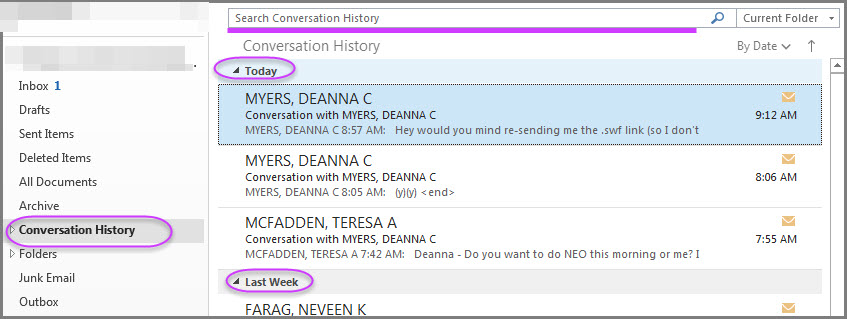 Search Conversation History
Current Folder
Conversation History
By Date
Today
MYERS, DEANNA C
Conversation with MYERS, DEANNA C
9:12 AM
MYERS, DEANNA C 8:57 AM: Hey would you mind re-sending me the .swf link (so I don't
MYERS, DEANNA C
Conversation with MYERS, DEANNA C
8:06 AM
MYERS, DEANNA C 8:05 AM: (y)(y) <end>
MCFADDEN, TERESA A
Conversation with MYERS, DEANNA C
7:55 AM
MCFADDEN, TERESA A 7:42 AM: Deanna - Do you want to do NEO this morning or me? I
Last Week
FARAG, NEVEEN K
Inbox 1
Drafts
Sent Items
Deleted Items
All Documents
Archive
Conversation History
Folders
Junk Email
Outbox